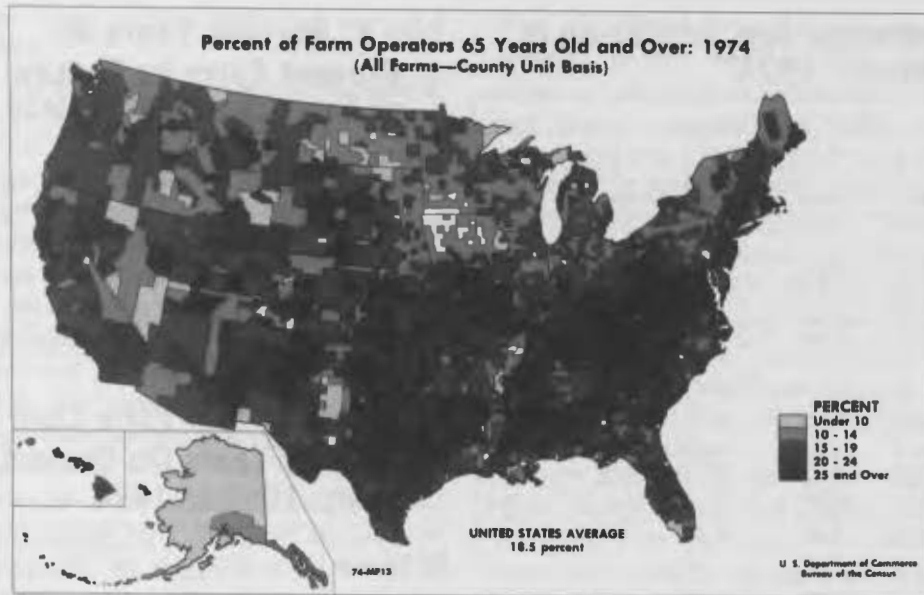 Percent of Farm Operators 65 Years Old and Over: 1974
(All Farms—County Unit Basis)
PERCENT
Under 10
10 - 14
15 - 19
20 - 24
25 and Over
UNITED STATES AVERAGE
18.5 percent
74-MP13
U. S. Department of Commerce
Bureau of the Census